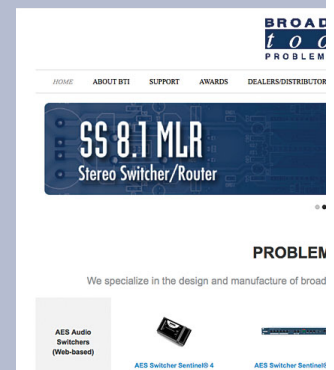 BROAD
t o o
PROBLEM
HOME ABOUT BTI SUPPORT AWARDS DEALERS/DISTRIBUTOR
SS 8.1 MLR
Stereo Switcher/Router
PROBLEM
We specialize in the design and manufacture of broad
AES Audio
Switchers
(Web-based)
AES Switcher Sentinel® 4
AES Switcher Sentinel®